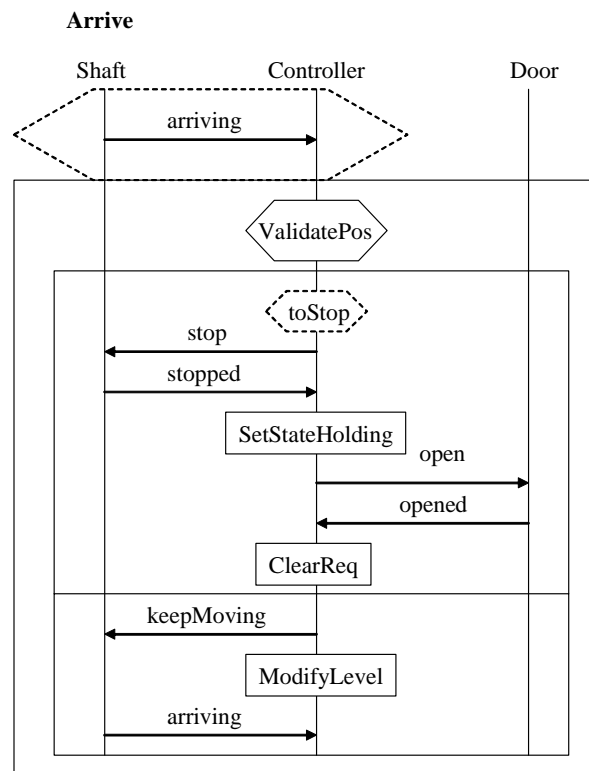 Arrive
Shaft Controller Door
arriving
ValidatePos
toStop
stop
stopped
SetStateHolding
open
opened
ClearReq
keepMoving
ModifyLevel
arriving